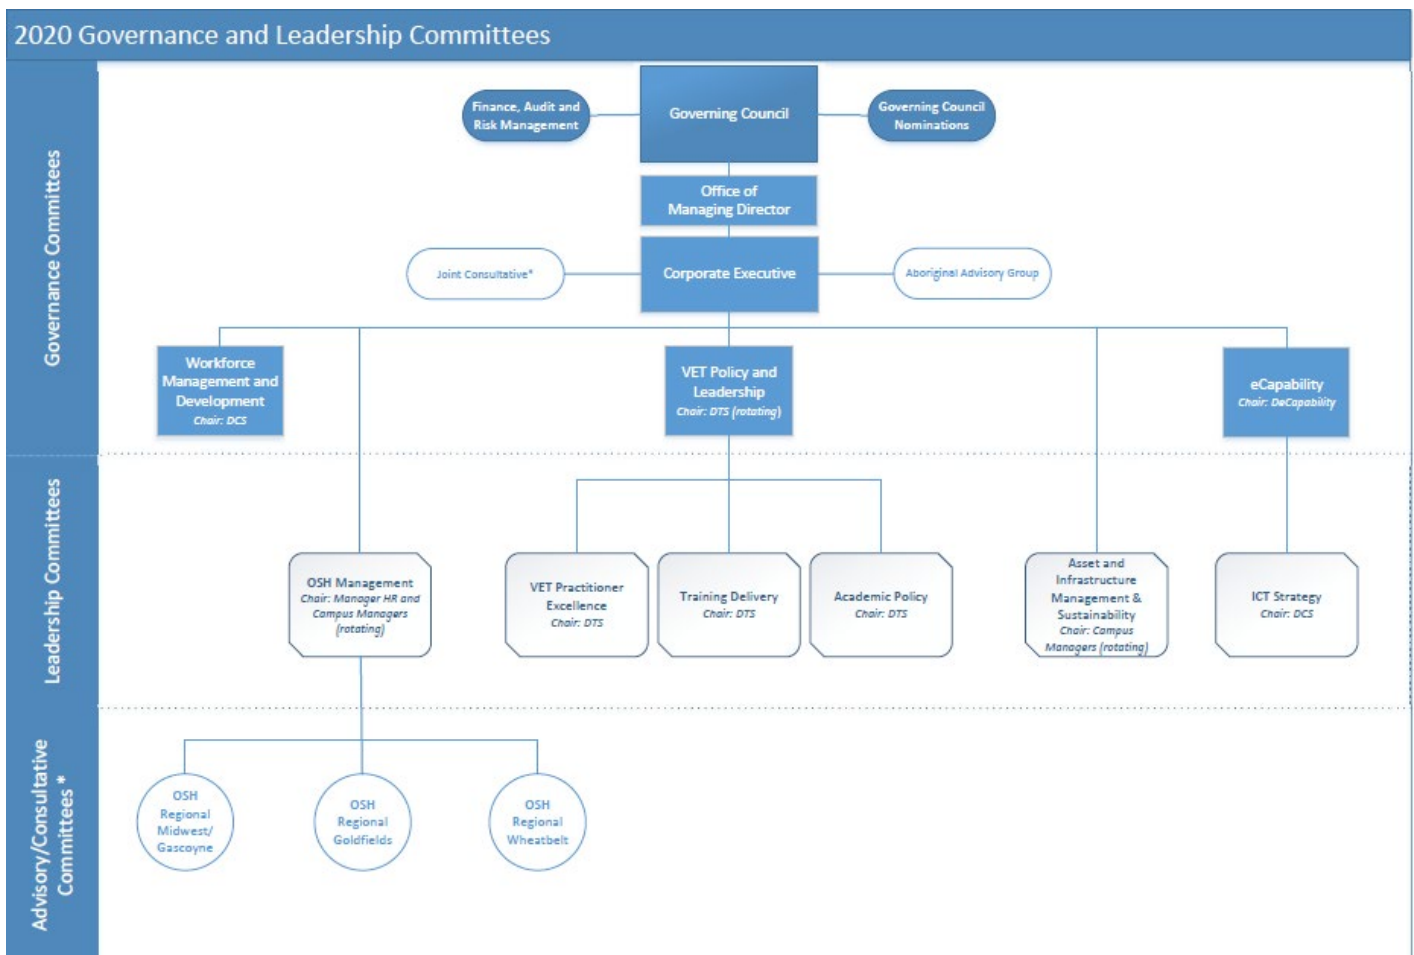 2020 Governance and Leadership Committees
Governance Committees
Finance, Audit and
Risk Management
Governing Council
Governing Council
Nominations
Office of
Managing Director
Joint Consultative*
Corporate Executive
Aboriginal Advisory Group
Workforce
Management and
Development
Chair: DCS
VET Policy and
Leadership
Chair: DTS (rotating)
eCapability
Chair: DeCapability
Leadership Committees
OSH Management
Chair: Manager HR and
Campus Managers
(rotating)
VET Practitioner
Excellence
Chair: DTS
Training Delivery
Chair: DTS
Academic Policy
Chair: DTS
Asset and
Infrastructure
Management &
Sustainability
Chair: Campus
Managers (rotating)
ICT Strategy
Chair: DCS
Advisory/Consultative
Committees *
OSH
Regional
Midwest/
Gascoyne
OSH
Regional
Goldfields
OSH
Regional
Wheatbelt